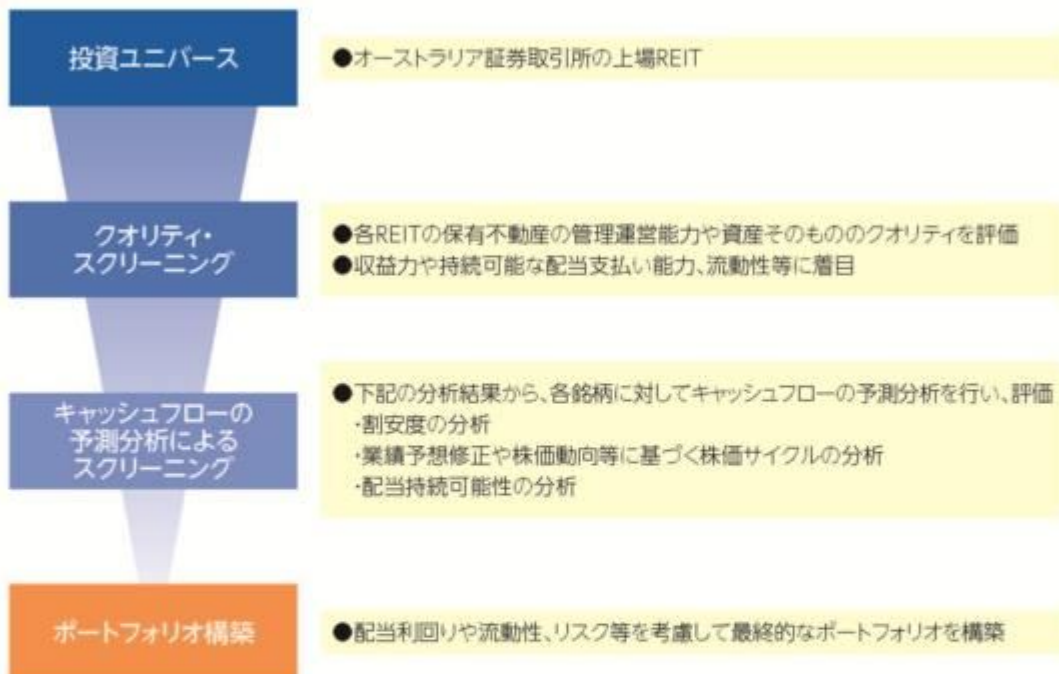 投資ユニバース
●オーストラリア証券取引所の上場REIT
クオリティ・
スクリーニング
●各REITの保有不動産の管理運営能力や資産そのもののクオリティを評価
●収益力や持続可能な配当支払い能力、流動性等に着目
キャッシュフローの
予測分析による
スクリーニング
●下記の分析結果から、各銘柄に対してキャッシュフローの予測分析を行い、評価
・割安度の分析
・業績予想修正や株価動向等に基づく株価サイクルの分析
・配当持続可能性の分析
ポートフォリオ構築
●配当利回りや流動性、リスク等を考慮して最終的なポートフォリオを構築